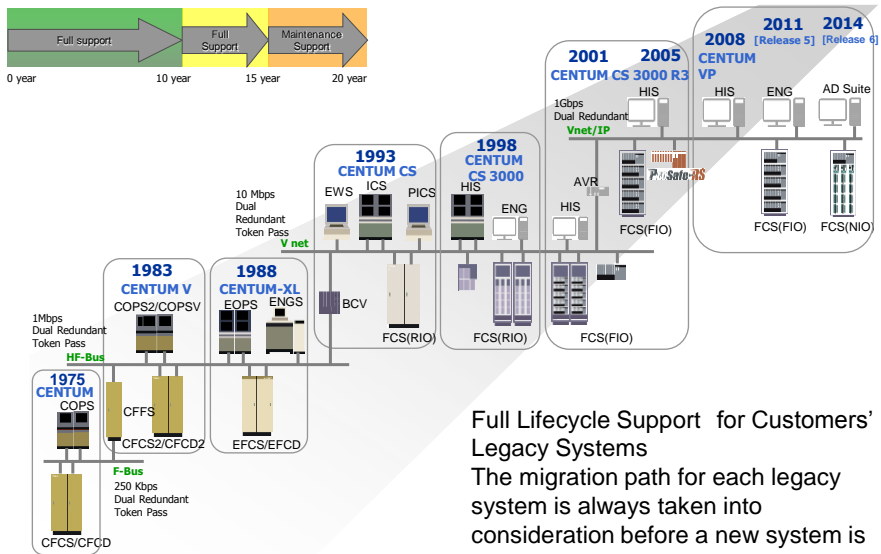 Full support
Full
Support
Maintenance
Support
0 year
10 year
15 year
20 year
2001
2005
CENTUM CS 3000 R3
HIS
1Gbps
Dual Redundant
Vnet/IP
AVR
HIS
FCS(FIO)
ProSafe-RS
FCS(FIO)
2008
2011
2014
[Release 5]
[Release 6]
CENTUM
VP
HIS
ENG
AD Suite
FCS(FIO)
FCS(NIO)
1993
CENTUM CS
EWS
ICS
PICS
10 Mbps
Dual
Redundant
Token Pass
V net
BCV
FCS(RIO)
1998
CENTUM
CS 3000
HIS
ENG
FCS(RIO)
1983
CENTUM V
COPS2/COPSV
1Mbps
Dual Redundant
Token Pass
HF-Bus
CFFS
CFCS2/CFCD2
1988
CENTUM-XL
EOPS
ENGS
EFCS/EFCD
1975
CENTUM
COPS
F-Bus
250 Kbps
Dual Redundant
Token Pass
CFCS/CFCD
Full Lifecycle Support for Customers’
Legacy Systems
The migration path for each legacy
system is always taken into
consideration before a new system is